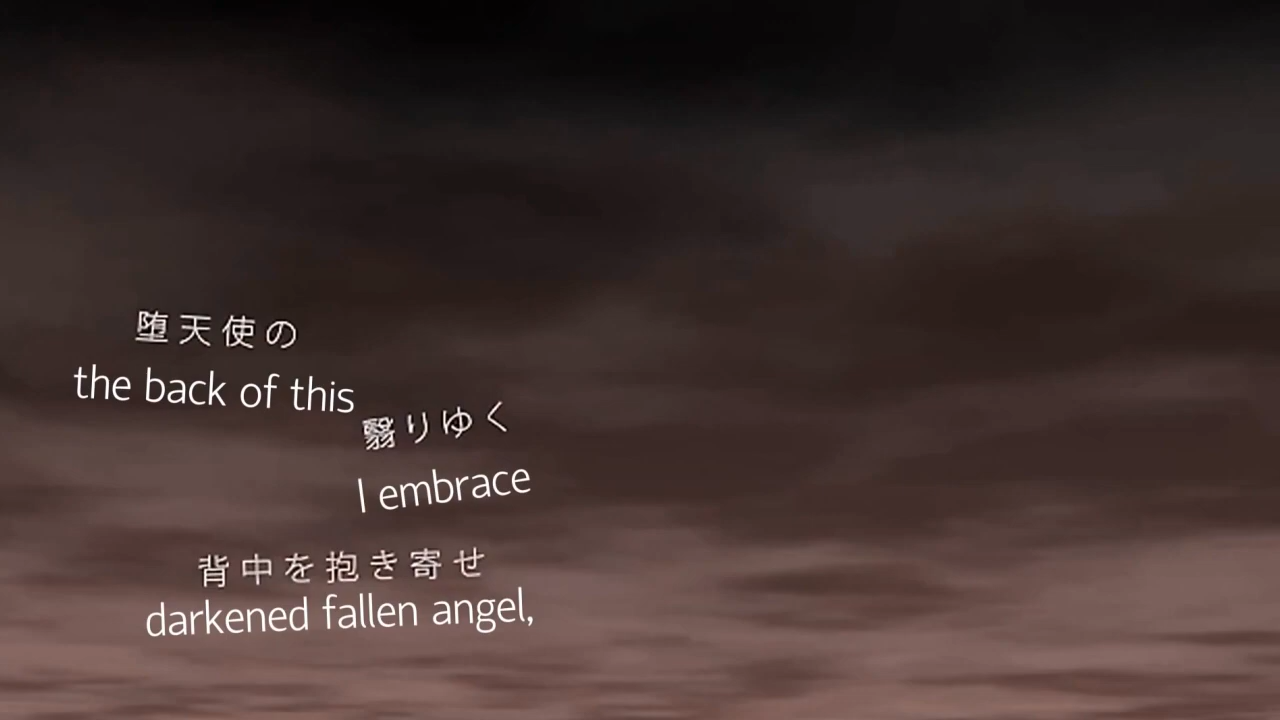 堕天使の
the back of this
翳りゆく
I embrace
背中を抱き寄せ
darkened fallen angel,